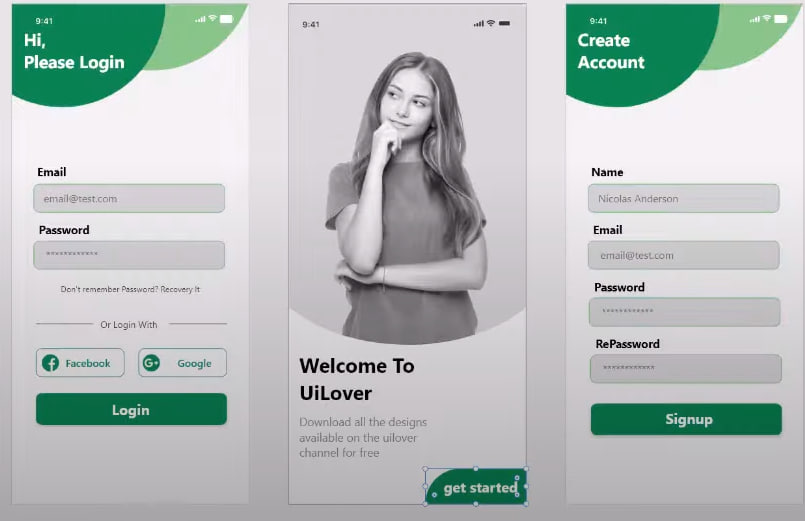 9:41
Hi,
Please Login
Email
email@test.com
Password
************
Don't remember Password? Recovery It
Or Login With
Facebook
G+
Google
Login
9:41
Welcome To
UiLover
Download all the designs
available on the uilover
channel for free
get started
9:41
Create
Account
Name
Nicolas Anderson
Email
email@test.com
Password
************
RePassword
************
Signup